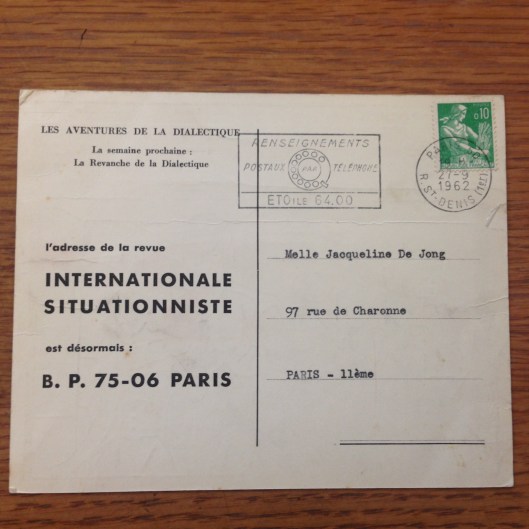 LES AVENTURES DE LA DIALECTIQUE
La semaine prochaine :
La Revanche de la Dialectique
RENSEIGNEMENTS
POSTAUX TÉLÉPHONE
ETOILE 64.00
0,10
27-9
1962
R. ST-DENIS (1er)
l'adresse de la revue
INTERNATIONALE
SITUATIONNISTE
est désormais :
B. P. 75-06 PARIS
Melle Jacqueline De Jong
97 rue de Charonne
PARIS - 11ème